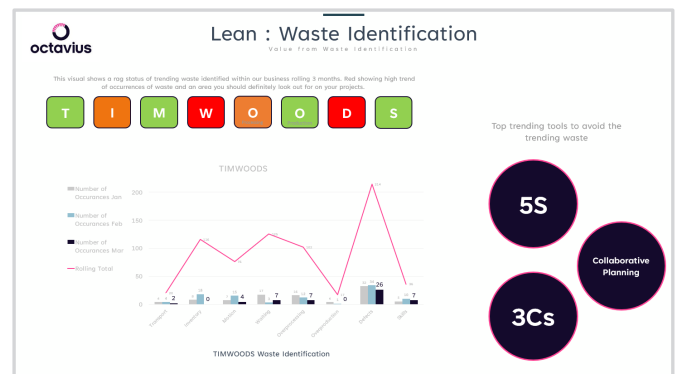 octavius
Lean : Waste Identification
Value from Waste Identification
This visual shows a rag status of trending waste identified within our business rolling 3 months. Red showing high trend
of occurrences of waste and an area you should definitely look out for on your projects.
T I M W O O D S
Top trending tools to avoid the
trending waste
TIMWOODS
Number of
Occurances Jan
Number of
Occurances Feb
Number of
Occurances Mar
Rolling Total
200
150
100
50
0
2 0 4 7 7 0 26 7
Transport Inventory Motion Waiting Overprocessing Overproduction Defects Skills
TIMWOODS Waste Identification
5S
Collaborative
Planning
3Cs